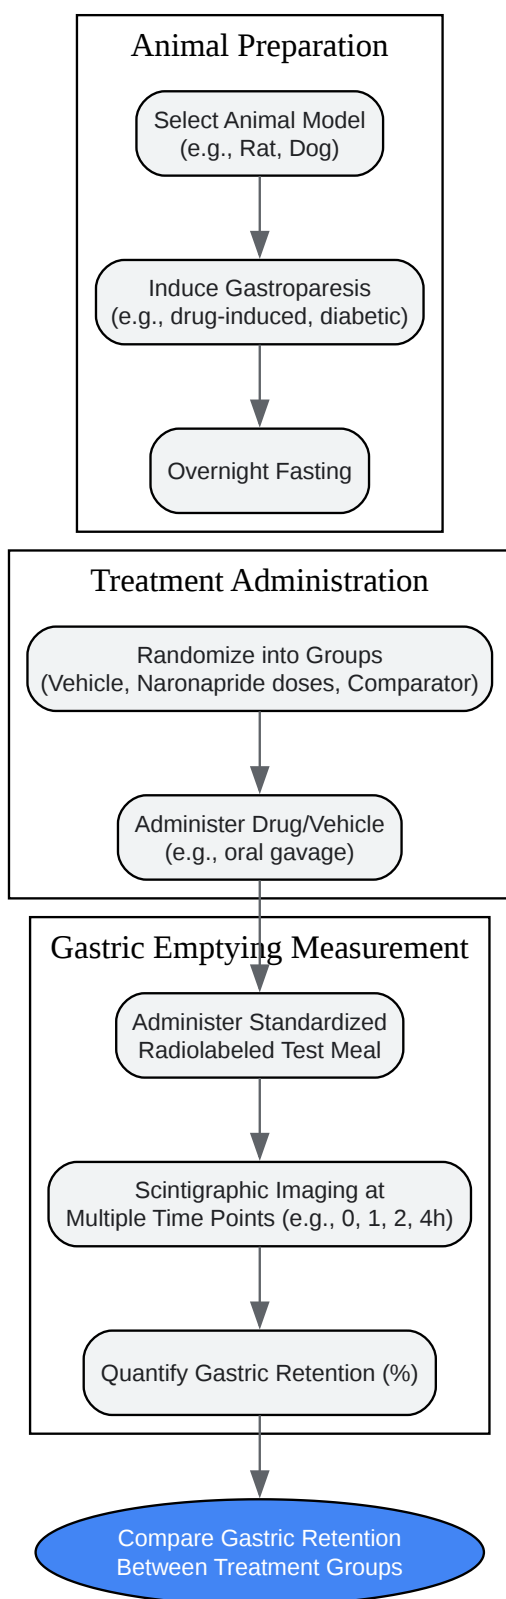 Animal Preparation
Select Animal Model
(e.g., Rat, Dog)
Induce Gastroparesis
(e.g., drug-induced, diabetic)
Overnight Fasting
Treatment Administration
Randomize into Groups
(Vehicle, Naronapride doses, Comparator)
Administer Drug/Vehicle
(e.g., oral gavage)
Gastric Emptying Measurement
Administer Standardized
Radiolabeled Test Meal
Scintigraphic Imaging at
Multiple Time Points (e.g., 0, 1, 2, 4h)
Quantify Gastric Retention (%)
Compare Gastric Retention
Between Treatment Groups